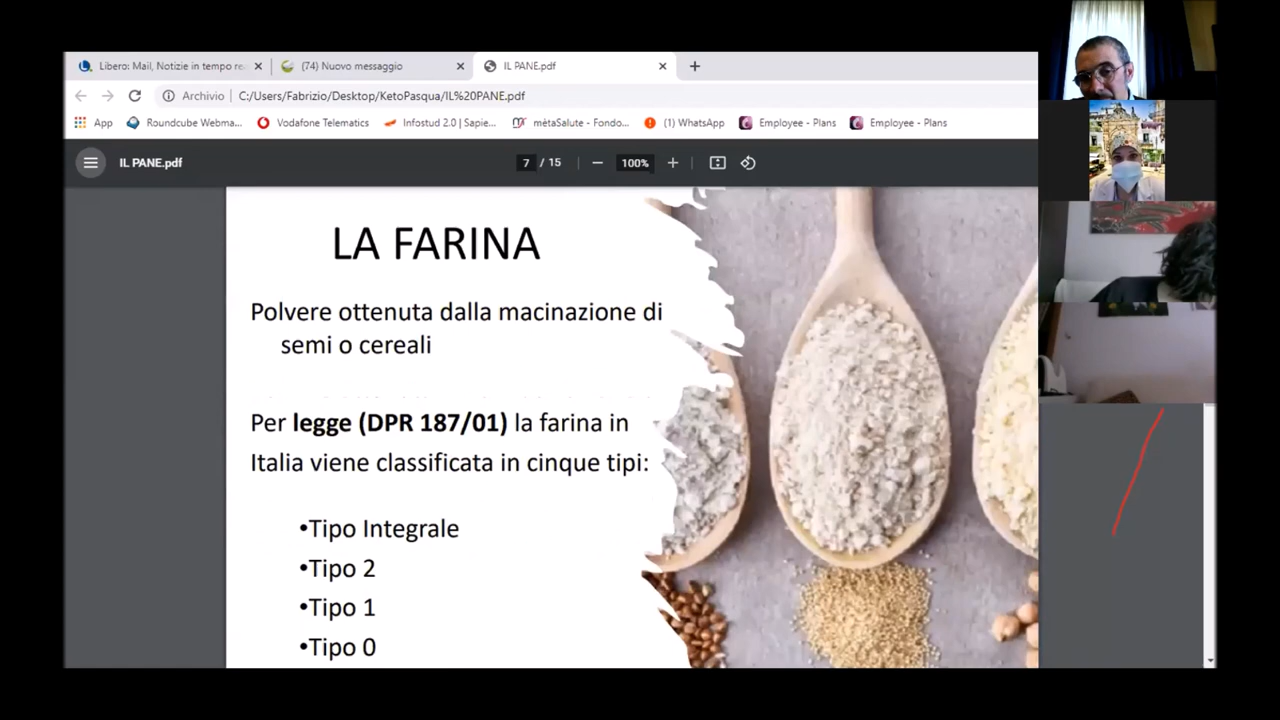 Libero: Mail, Notizie in tempo re
(74) Nuovo messaggio
IL PANE.pdf
Archivio
C:/Users/Fabrizio/Desktop/KetoPasqua/IL%20PANE.pdf
App
Roundcube Webma...
Vodafone Telematics
Infostud 2.0 | Sapie...
mètaSalute - Fondo...
(1) WhatsApp
Employee - Plans
Employee - Plans
IL PANE.pdf
7 / 15
100%
LA FARINA
Polvere ottenuta dalla macinazione di
semi o cereali
Per legge (DPR 187/01) la farina in
Italia viene classificata in cinque tipi:
•Tipo Integrale
•Tipo 2
•Tipo 1
•Tipo 0